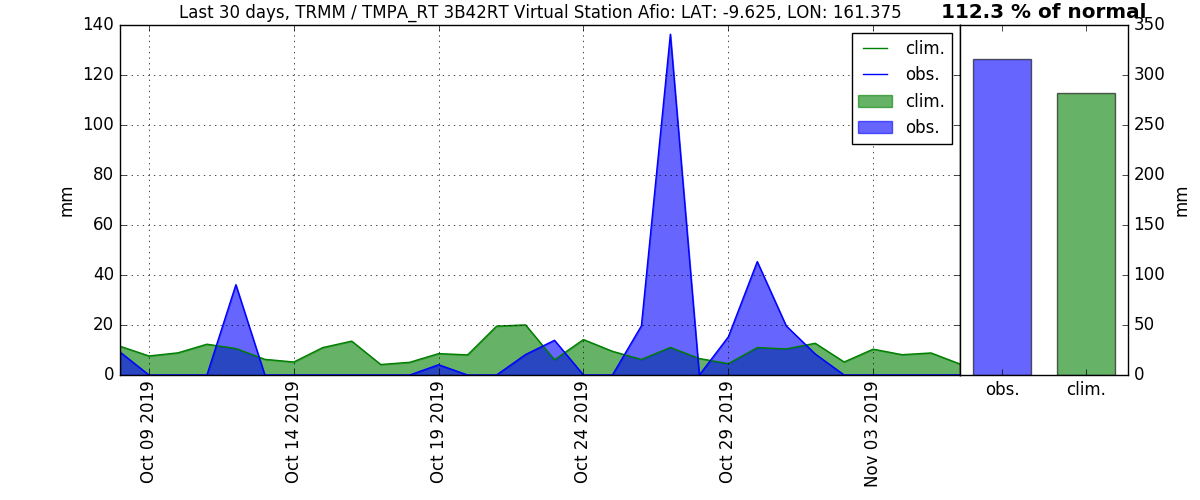 Last 30 days, TRMM / TMPA_RT 3B42RT Virtual Station Afio: LAT: -9.625, LON: 161.375
112.3 % of normal
140
120
100
80
60
40
20
0
mm
clim.
obs.
clim.
obs.
350
300
250
200
150
100
50
0
mm
Oct 09 2019
Oct 14 2019
Oct 19 2019
Oct 24 2019
Oct 29 2019
Nov 03 2019
obs.
clim.